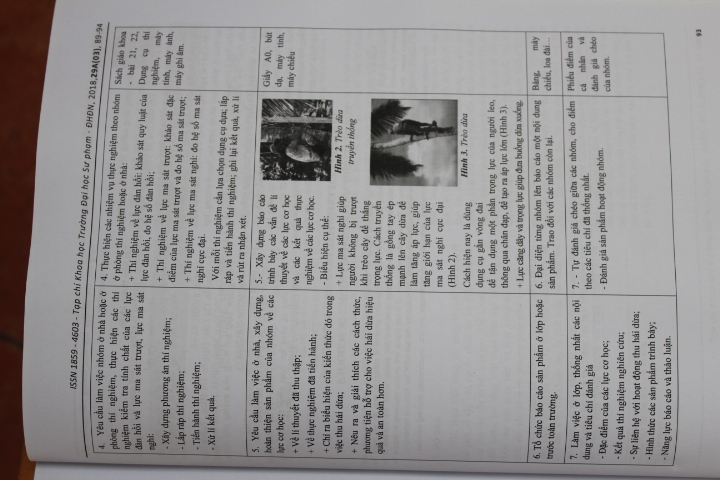 ISSN 1859 - 4603 - Tạp chí Khoa học Trường Đại học Sư phạm - ĐHĐN, 2018, 29A(03), 89-94
4. Yêu cầu làm việc nhóm ở nhà hoặc ở
phòng thí nghiệm, thực hiện các thí
nghiệm kiểm tra tính chất của các lực
đàn hồi và lực ma sát trượt, lực ma sát
nghỉ:
- Xây dựng phương án thí nghiệm;
- Lắp ráp thí nghiệm;
- Tiến hành thí nghiệm;
- Xử lí kết quả.
4. Thực hiện các nhiệm vụ thực nghiệm theo nhóm
ở phòng thí nghiệm hoặc ở nhà:
+ Thí nghiệm về lực đàn hồi: khảo sát quy luật của
lực đàn hồi, đo hệ số đàn hồi;
+ Thí nghiệm về lực ma sát trượt: khảo sát đặc
điểm của lực ma sát trượt và đo hệ số ma sát trượt;
+ Thí nghiệm về lực ma sát nghỉ: đo hệ số ma sát
nghỉ cực đại.
Với mỗi thí nghiệm cần lựa chọn dụng cụ đưa; lắp
ráp và tiến hành thí nghiệm; ghi lại kết quả, xử lí
và rút ra nhận xét.
Sách giáo khoa
- bài 21, 22,
Dụng cụ thí
nghiệm, máy
tính, máy ảnh,
máy ghi âm.
5. Yêu cầu làm việc ở nhà, xây dựng,
hoàn thiện sản phẩm của nhóm về các
lực cơ học:
+ Về lí thuyết đã thu thập;
+ Về thực nghiệm đã tiến hành;
+ Chỉ ra biểu hiện của kiến thức đó trong
việc thu hái dừa;
+ Nêu ra và giải thích các cách thức,
phương tiện hỗ trợ cho việc hái dừa hiệu
quả và an toàn hơn.
5.- Xây dựng báo cáo
trình bày các vấn đề lí
thuyết về các lực cơ học
và các kết quả thực
nghiệm về các lực cơ học.
- Biểu hiện cụ thể:
+ Lực ma sát nghỉ giúp
người không bị trượt
khi trèo cây do thắng
trọng lực. Cách truyền
thống là gồng tay ép
mạnh lên cây dừa để
làm tăng áp lực, giúp
tăng giới hạn của lực
ma sát nghỉ cực đại
(Hình 2).
Hình 2. Trèo dừa
truyền thống
Hình 3. Trèo dừa
Cách hiện nay là dùng
dụng cụ gắn vòng đai
để tận dụng một phần trọng lực của người leo,
thông qua chân đạp, để tạo ra áp lực lớn (Hình 3).
+ Lực căng dây và trọng lực giúp đưa buồng dừa xuống.
Giấy A0, bút
dạ, máy tính,
máy chiếu
6. Tổ chức báo cáo sản phẩm ở lớp hoặc
trước toàn trường.
6. Đại diện từng nhóm lên báo cáo một nội dung
sản phẩm. Trao đổi với các nhóm còn lại.
Bảng, máy
chiếu, loa đài…
7. Làm việc ở lớp, thống nhất các nội
dung và tiêu chí đánh giá
- Đặc điểm của các lực cơ học;
- Kết quả thí nghiệm nghiên cứu;
- Sự liên hệ với hoạt động thu hái dừa;
- Hình thức các sản phẩm trình bày;
- Năng lực báo cáo và thảo luận.
7. - Tự đánh giá chéo giữa các nhóm, cho điểm
theo các tiêu chí đã thống nhất.
- Đánh giá sản phẩm hoạt động nhóm.
Phiếu điểm của
cá nhân và
đánh giá chéo
của nhóm.
93